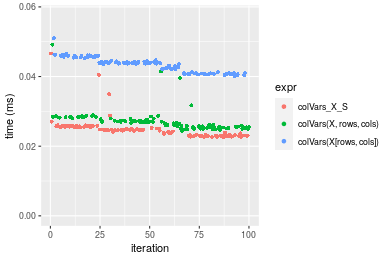 0.06
0.04
0.02
0.00
time (ms)
0
25
50
75
100
iteration
expr
colVars_X_S
colVars(X, rows, cols)
colVars(X[rows, cols])